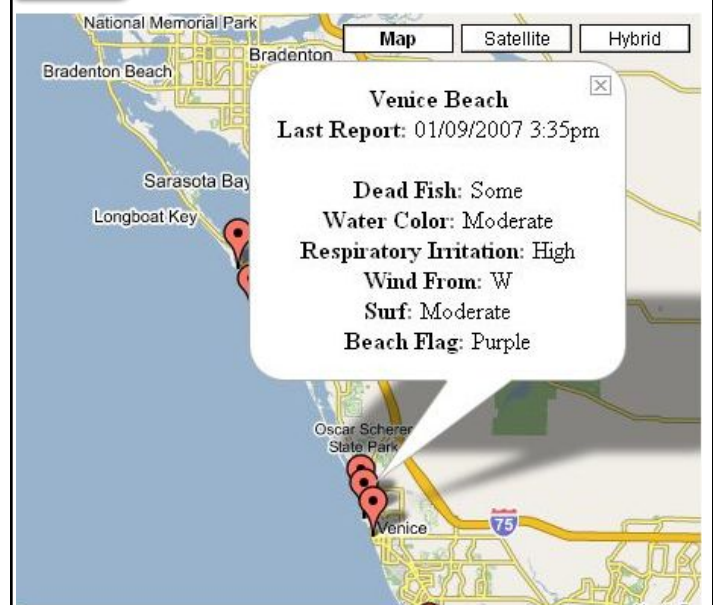 National Memorial Park
Map
Satellite
Hybrid
Bradenton
Bradenton Beach
Venice Beach
Last Report: 01/09/2007 3:35pm
Dead Fish: Some
Water Color: Moderate
Respiratory Irritation: High
Wind From: W
Surf: Moderate
Beach Flag: Purple
Sarasota Bay
Longboat Key
Oscar Scherer
State Park
75
Venice